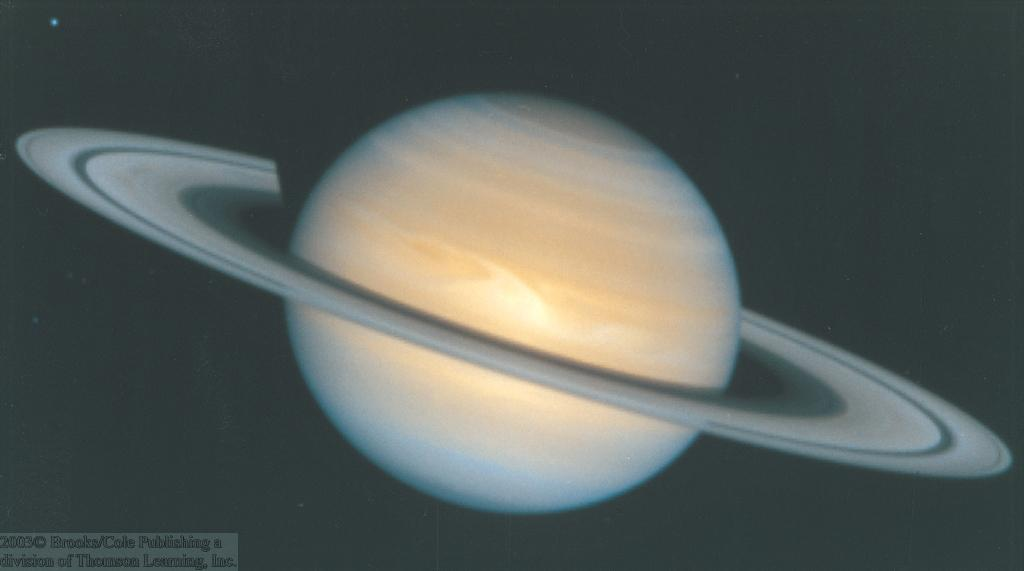 2003© Brooks/Cole Publishing a
division of Thomson Learning, Inc.